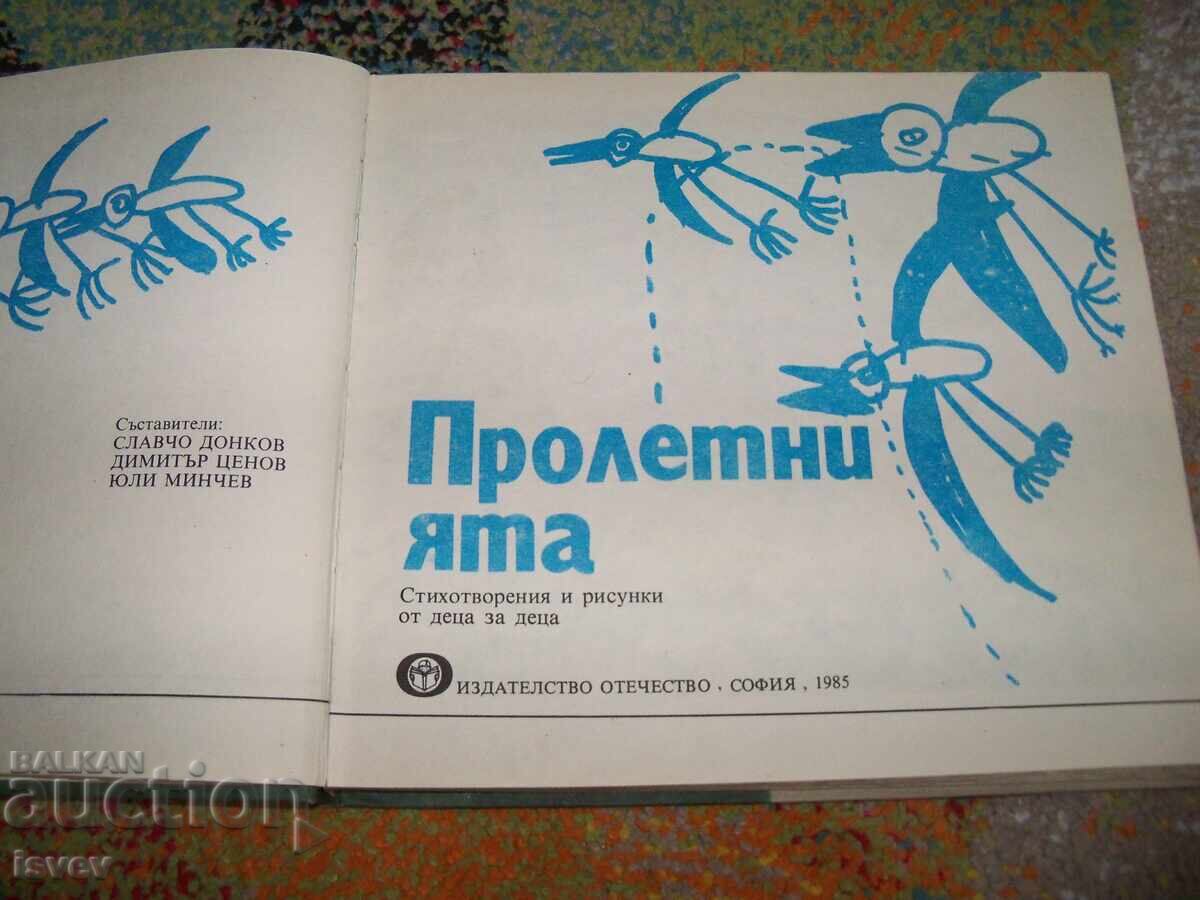 Съставители:
СЛАВЧО ДОНКОВ
ДИМИТЪР ЦЕНОВ
ЮЛИ МИНЧЕВ
Пролетни
ята
Стихотворения и рисунки
от деца за деца
ИЗДАТЕЛСТВО ОТЕЧЕСТВО , СОФИЯ , 1985
BALKAN
auction
isvev